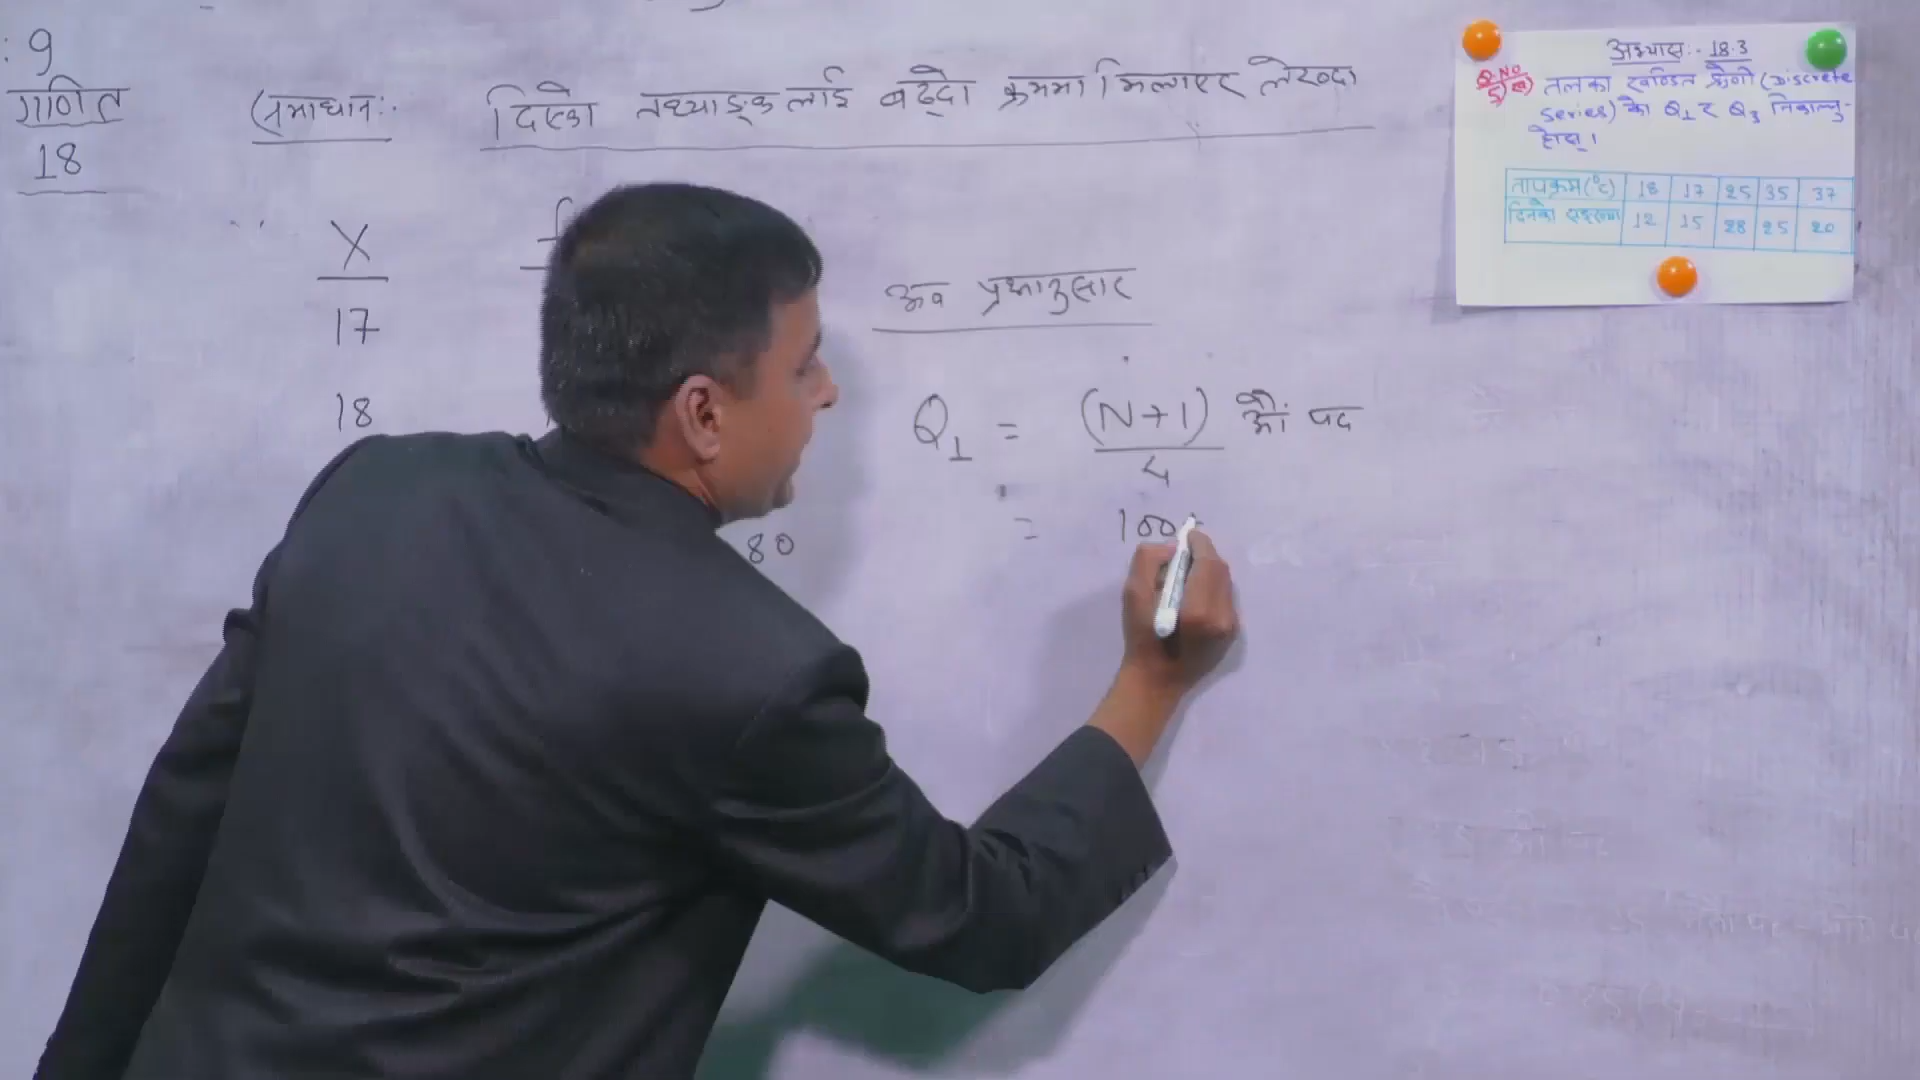 : 9
गणित
18
समाधान:-
दिएको तथ्याङ्कलाई बढ्दो क्रममा मिलाएर लेख्दा
X
f
17
18
80
अब प्रश्नानुसार
Q1 = (N+1)/4 औं पद
= 100+
अभ्यास:- 18.3
Q.NO 5)
तलका खण्डित श्रेणी (Discrete
series) को Q1 र Q3 निकाल्नु-
होस्।
तापक्रम(°c) 18 17 25 35 37
दिनको सङ्ख्या 12 15 28 25 20